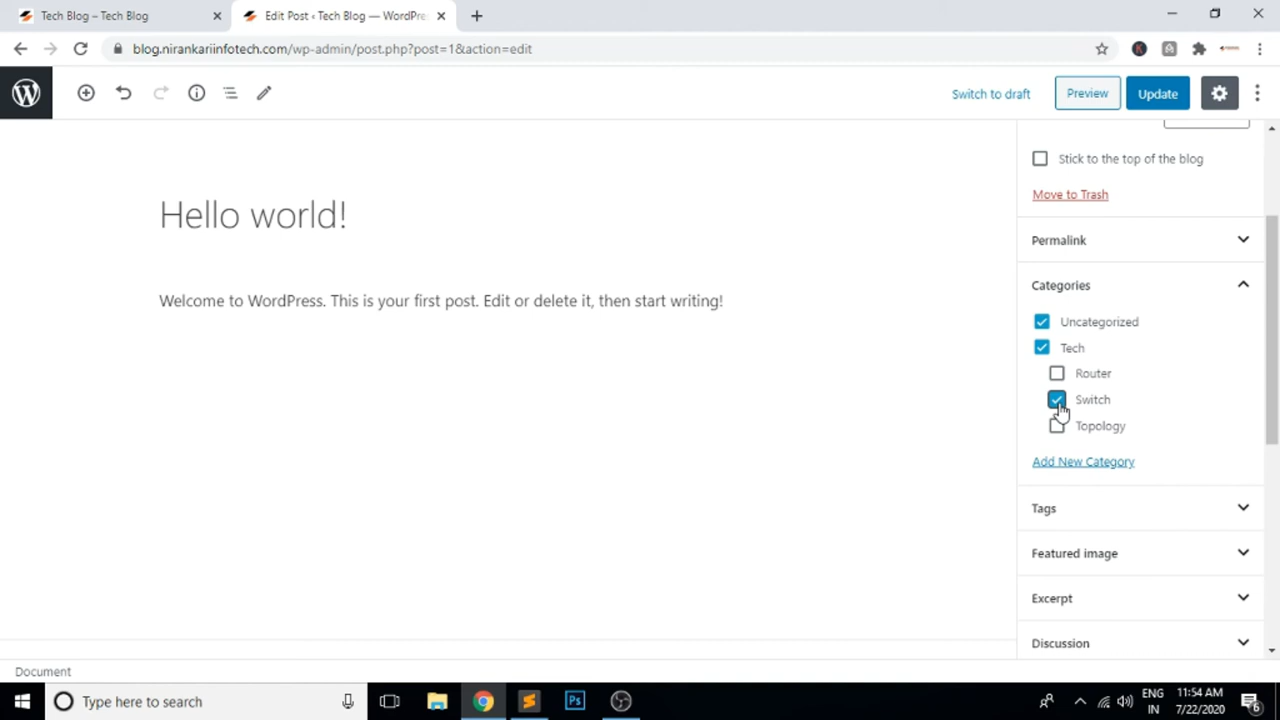 Tech Blog – Tech Blog
Edit Post ‹ Tech Blog — WordPre
blog.nirankariinfotech.com/wp-admin/post.php?post=1&action=edit
Switch to draft
Preview
Update
Stick to the top of the blog
Move to Trash
Hello world!
Permalink
Categories
Welcome to WordPress. This is your first post. Edit or delete it, then start writing!
Uncategorized
Tech
Router
Switch
Topology
Add New Category
Tags
Featured image
Excerpt
Discussion
Document
Type here to search
Ps
ENG
IN
11:54 AM
7/22/2020
6